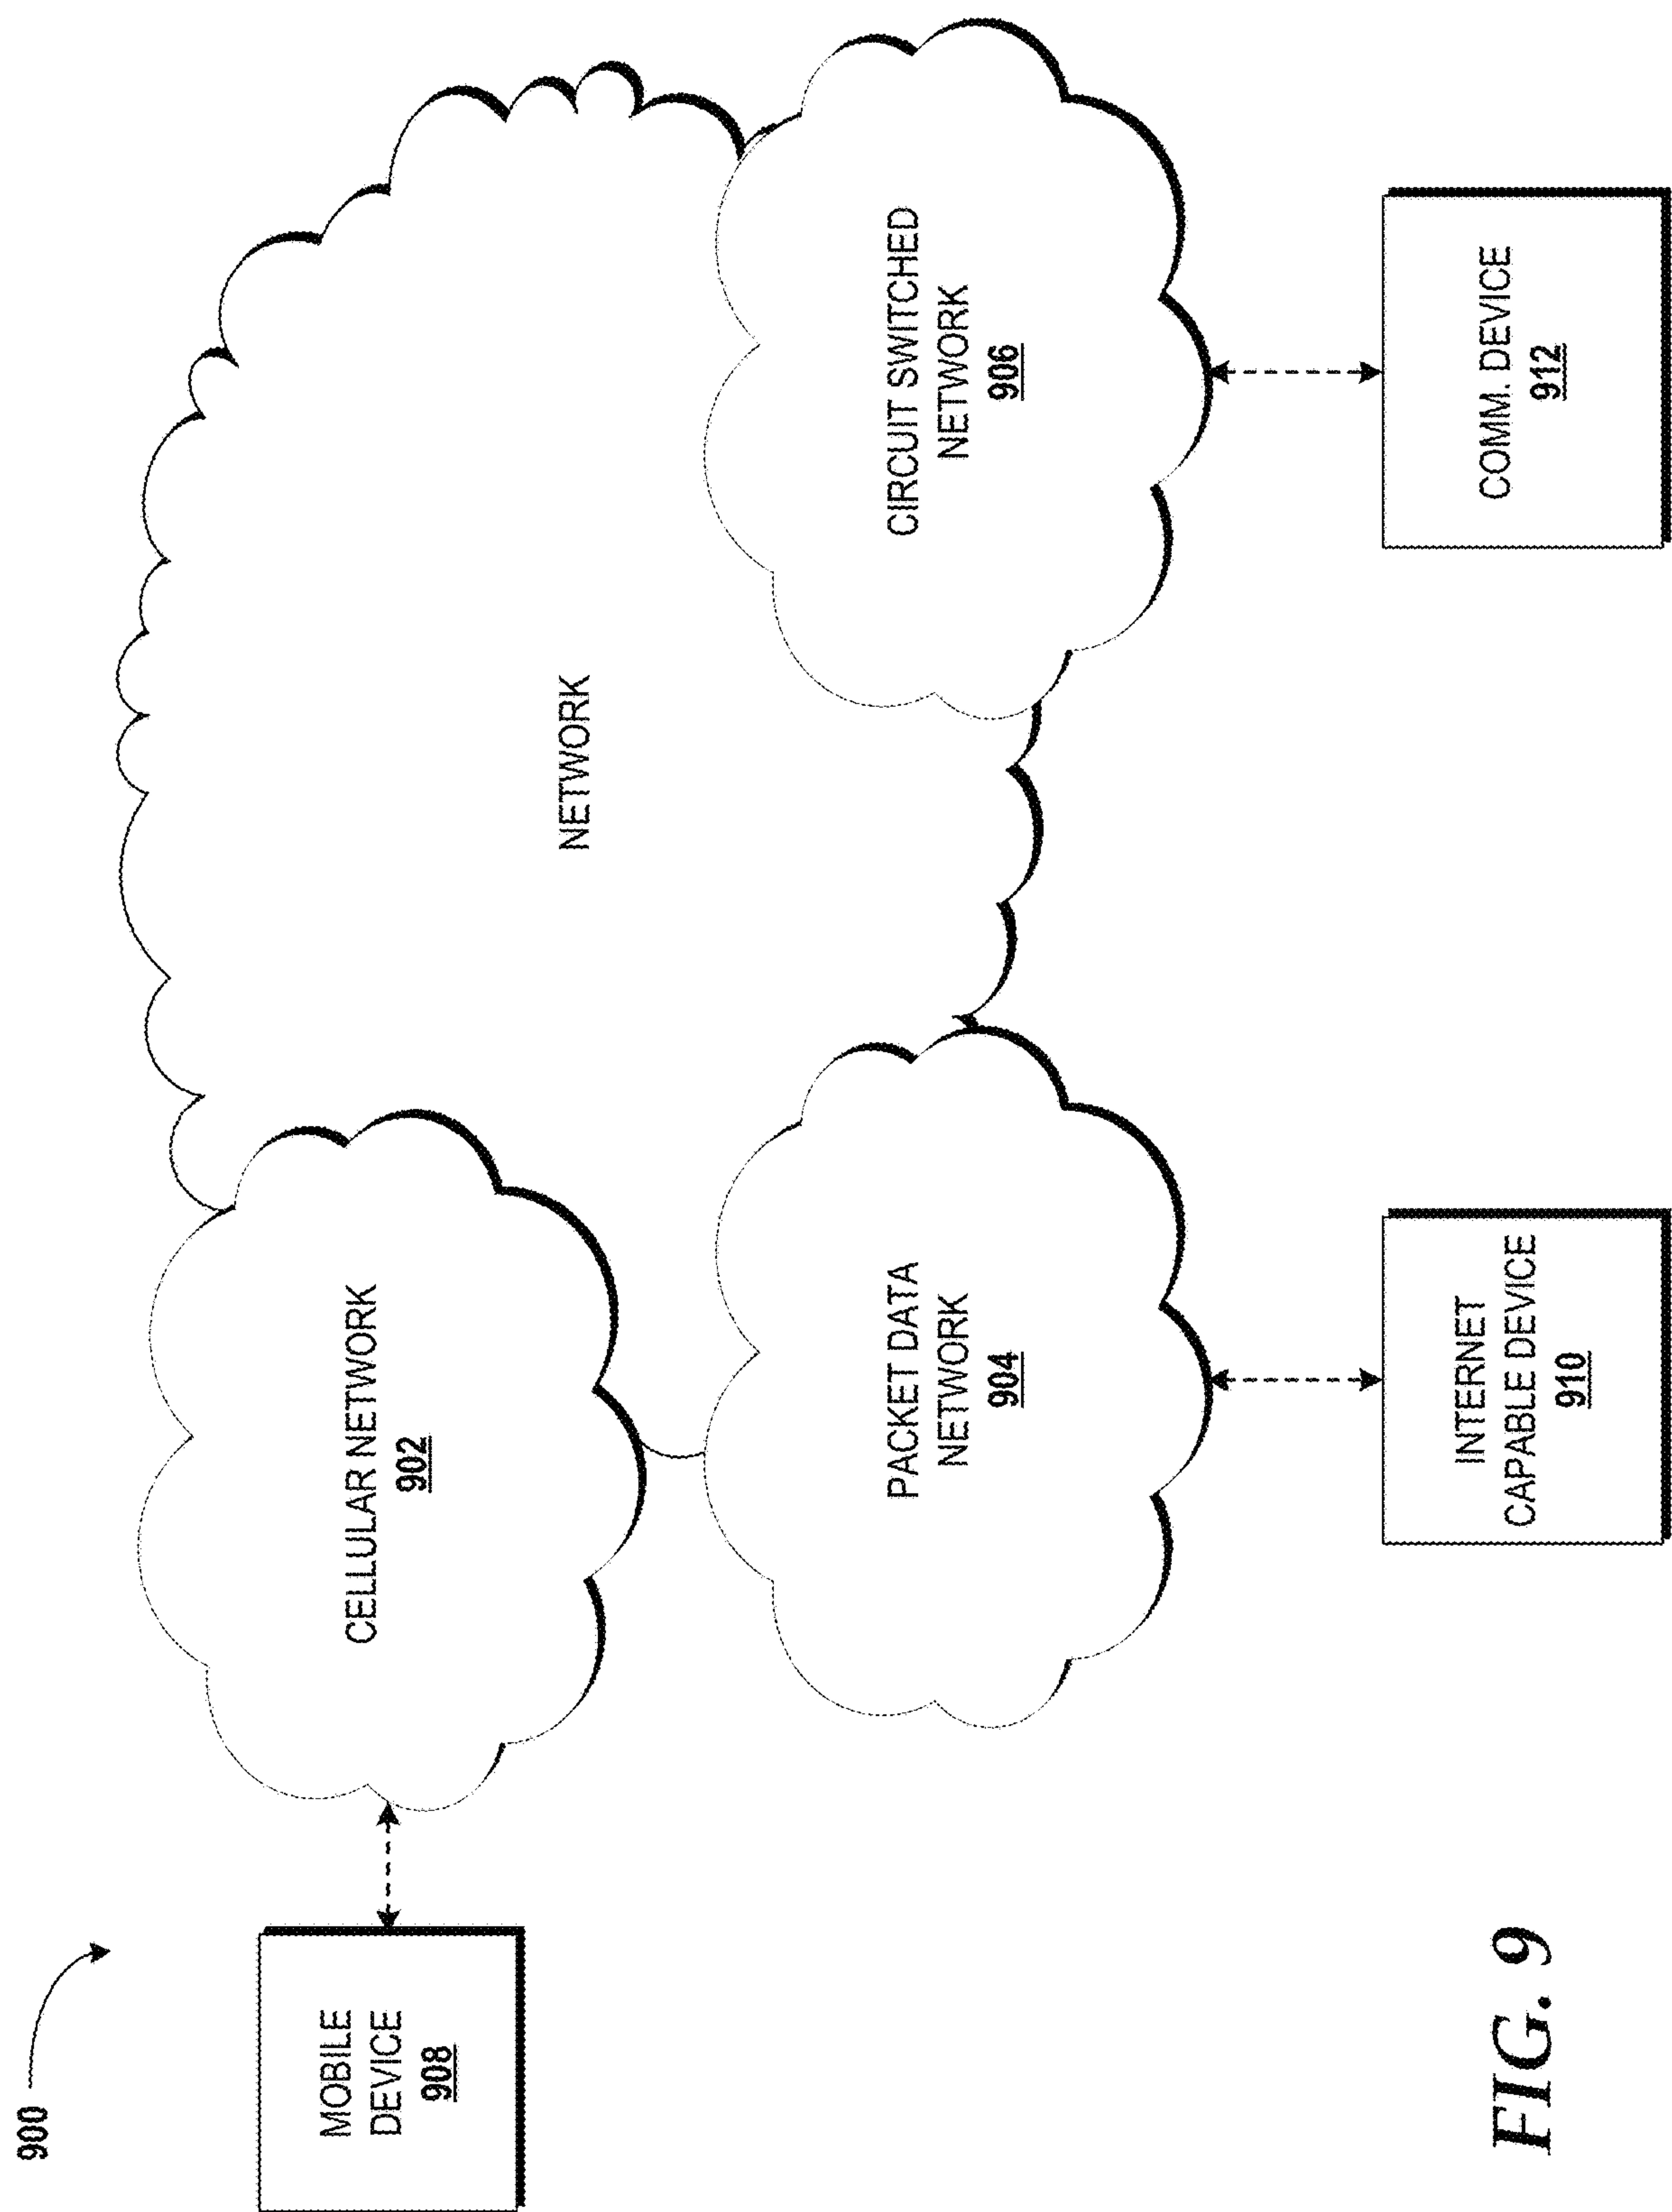 900
MOBILE
DEVICE
908
CELLULAR NETWORK
902
NETWORK
PACKET DATA
NETWORK
904
CIRCUIT SWITCHED
NETWORK
906
INTERNET
CAPABLE DEVICE
910
COMM. DEVICE
912
FIG. 9